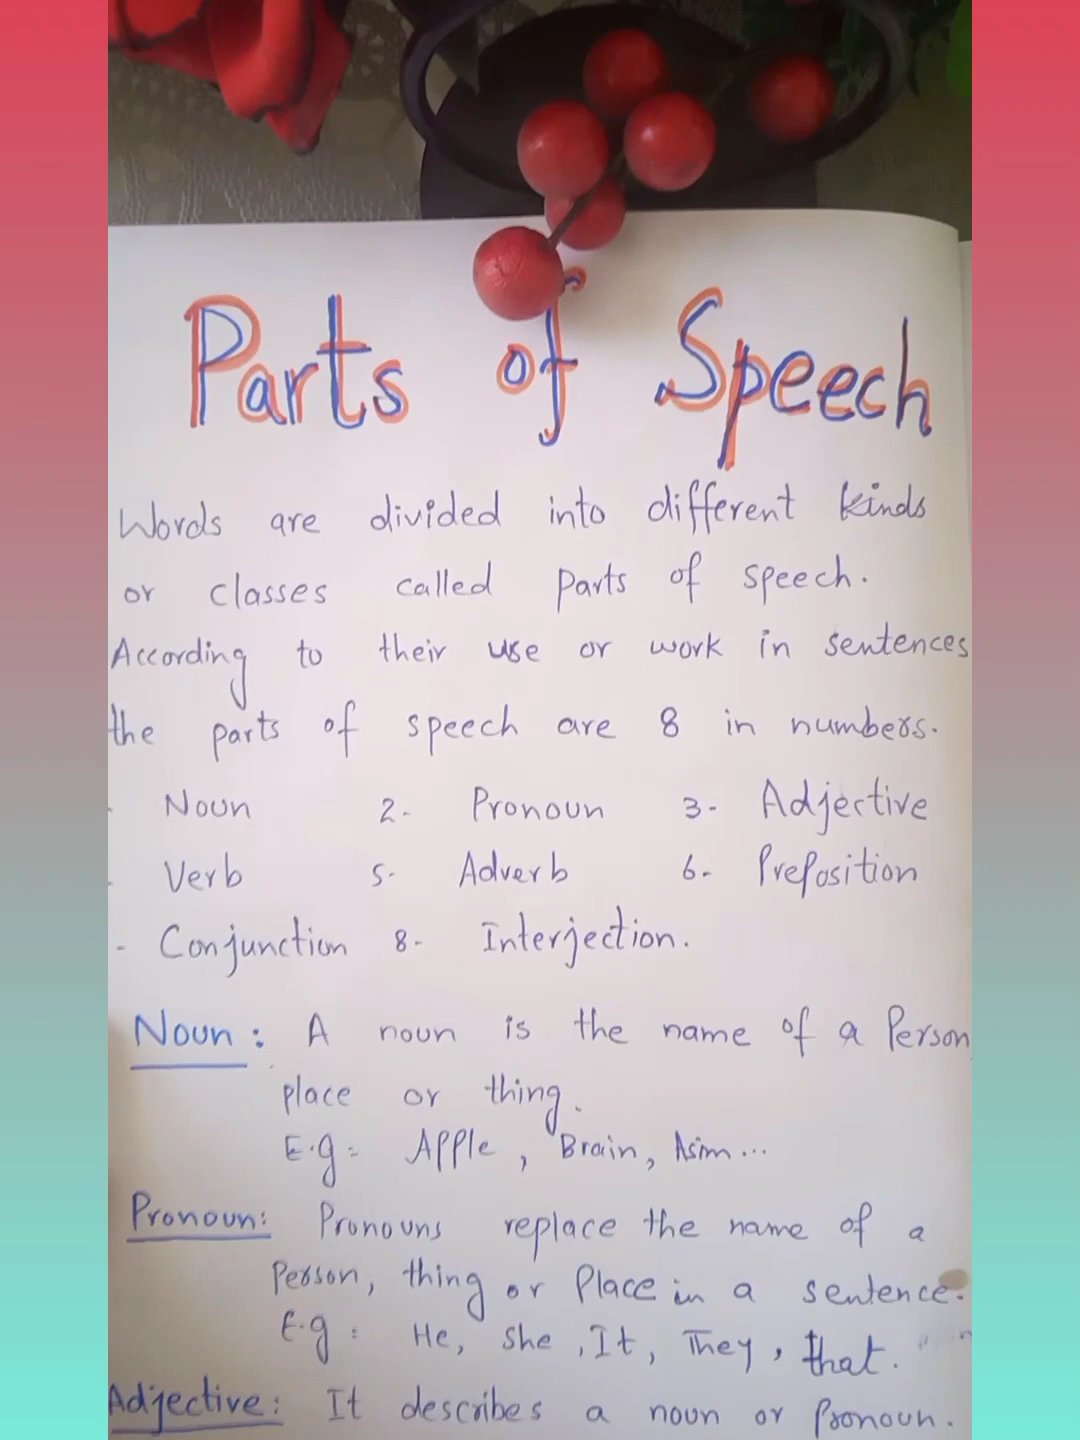 Parts of Speech
Words are divided into different kinds
or classes called parts of speech.
According to their use or work in sentences
the parts of speech are 8 in numbers.
- Noun 2- Pronoun 3- Adjective
- Verb 5- Adverb 6- Preposition
- Conjunction 8- Interjection.
Noun: A noun is the name of a Person
place or thing.
E.g= Apple, Brain, Asim...
Pronoun: Pronouns replace the name of a
Person, thing or Place in a sentence.
E.g: He, She, It, They, that.
Adjective: It describes a noun or Pronoun.